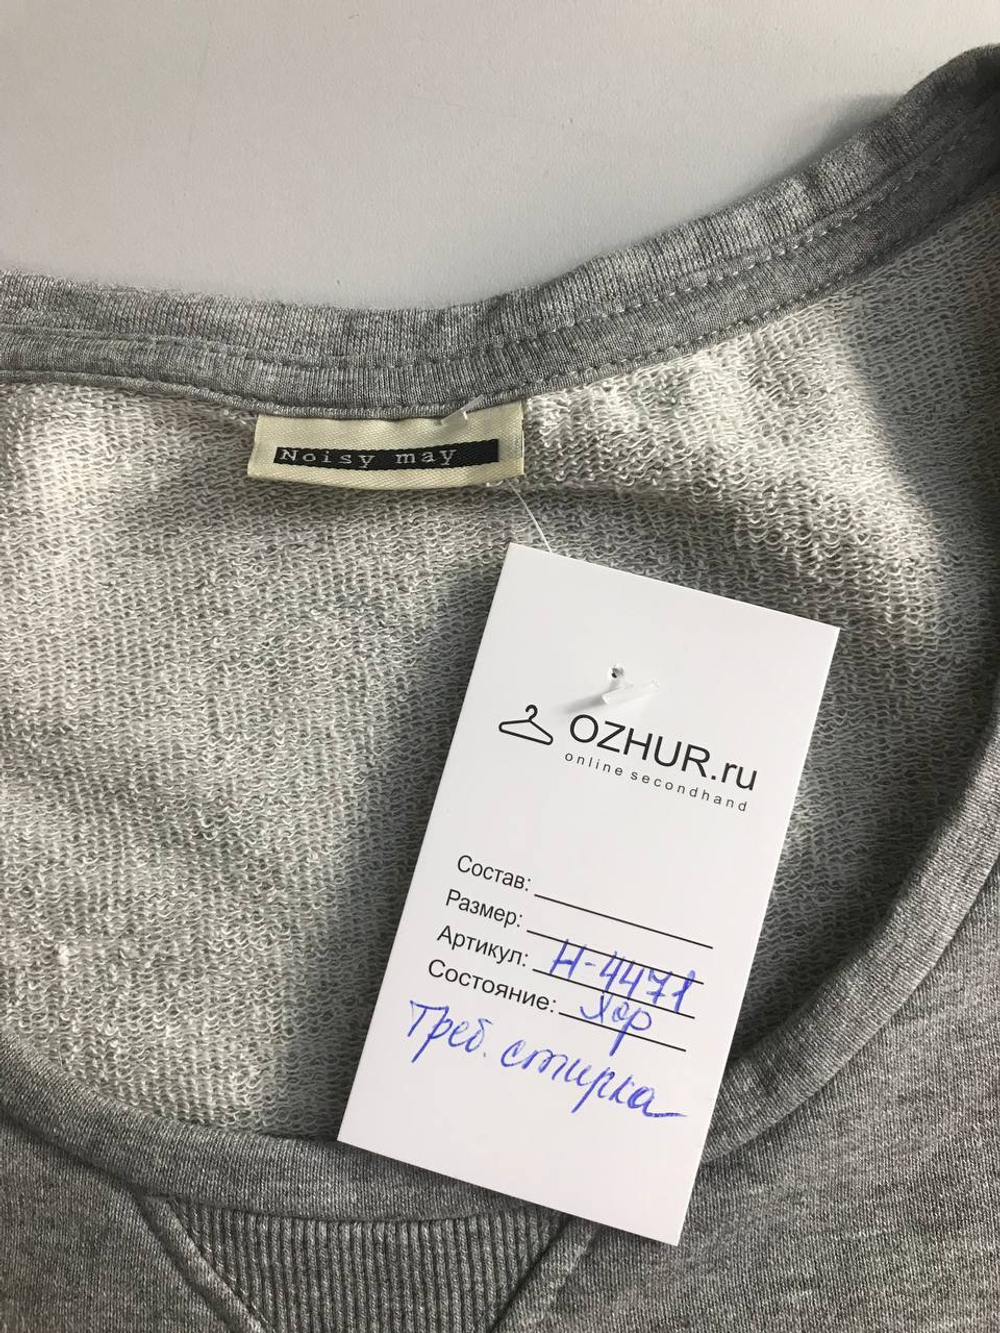 Noisy may
OZHUR.ru
online secondhand
Состав:
Размер:
Артикул: Н-4471
Состояние: Хор
Треб. стирка